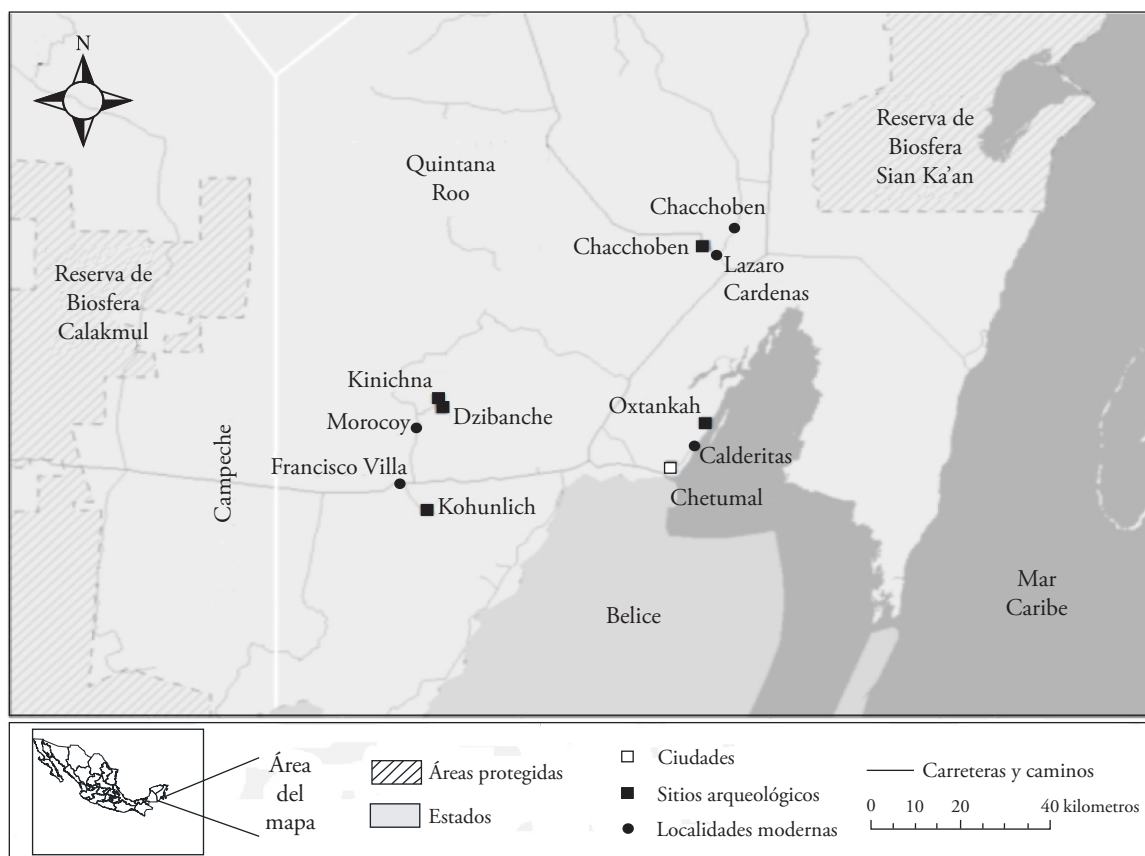 N
Quintana
Roo
Reserva de
Biosfera
Sian Ka'an
Chacchoben
Chacchoben
Lazaro
Cardenas
Reserva de
Biosfera
Calakmul
Kinichna
Dzibanche
Morocoy
Oxtankah
Calderitas
Francisco Villa
Chetumal
Kohunlich
Campeche
Belice
Mar
Caribe
Área
del
mapa
Áreas protegidas
Estados
Ciudades
Sitios arqueológicos
Localidades modernas
Carreteras y caminos
0 10 20 40 kilometros